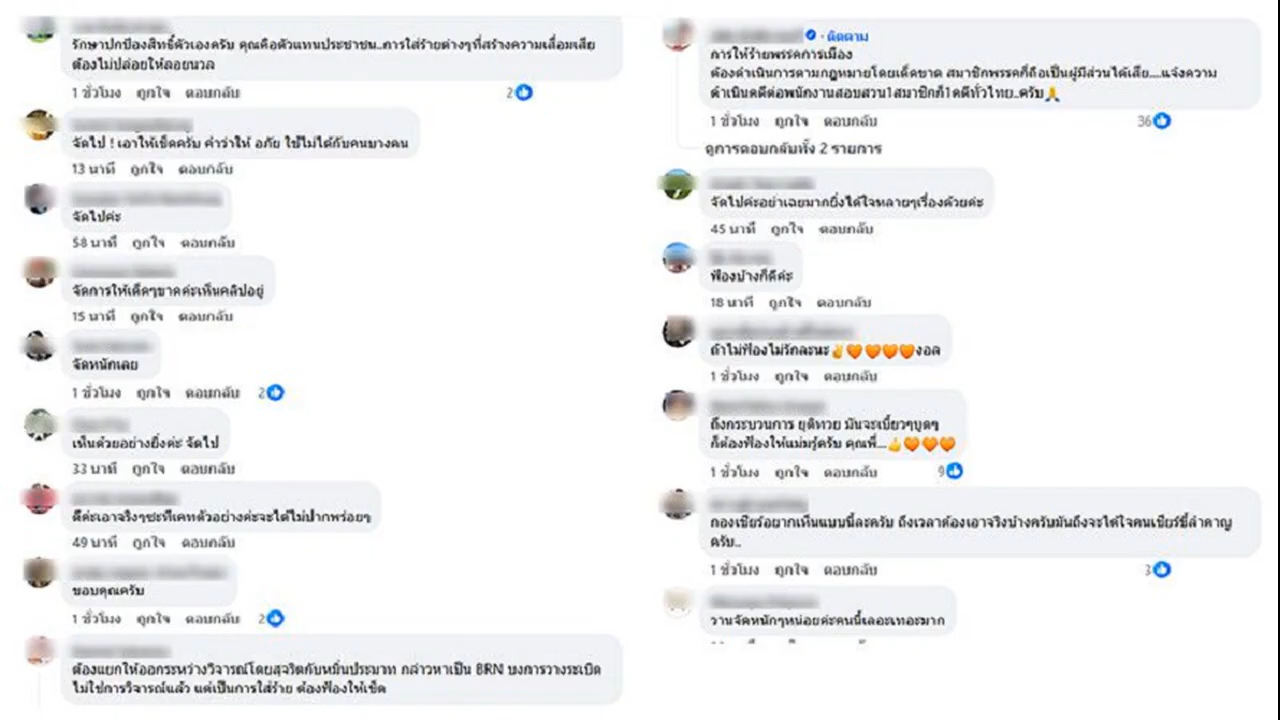 รักษาปกป้องสิทธิ์ตัวเองครับ คุณคือตัวแทนประชาชน..การใส่ร้ายต่างๆที่สร้างความเสื่อมเสีย
ต้องไม่ปล่อยให้ลอยนวล
1 ชั่วโมง ถูกใจ ตอบกลับ 2
จัดไป ! เอาให้เข็ดครับ คำว่าให้ อภัย ใช้ไม่ได้กับคนบางคน
13 นาที ถูกใจ ตอบกลับ
จัดไปค่ะ
58 นาที ถูกใจ ตอบกลับ
จัดการให้เด็ดๆขาดค่ะเห็นคลิปอยู่
15 นาที ถูกใจ ตอบกลับ
จัดหนักเลย
1 ชั่วโมง ถูกใจ ตอบกลับ 2
เห็นด้วยอย่างยิ่งค่ะ จัดไป
33 นาที ถูกใจ ตอบกลับ
ดีค่ะเอาจริงๆซะทีเคทตัวอย่างค่ะจะได้ไม่ปากพร่อยๆ
49 นาที ถูกใจ ตอบกลับ
ขอบคุณครับ
1 ชั่วโมง ถูกใจ ตอบกลับ 2
ต้องแยกให้ออกระหว่างวิจารณ์โดยสุจริตกับหมิ่นประมาท กล่าวหาเป็น BRN บงการวางระเบิด
ไม่ใช่การวิจารณ์แล้ว แต่เป็นการใส่ร้าย ต้องฟ้องให้เข็ด
· ติดตาม
การให้ร้ายพรรคการเมือง
ต้องดำเนินการตามกฎหมายโดยเด็ดขาด สมาชิกพรรคก็ถือเป็นผู้มีส่วนได้เสีย....แจ้งความ
ดำเนินคดีต่อพนักงานสอบสวน1สมาชิกก็1คดีทั่วไทย..ครับ🙏
1 ชั่วโมง ถูกใจ ตอบกลับ 36
ดูการตอบกลับทั้ง 2 รายการ
จัดไปค่ะอย่าเฉยมากยิ่งได้ใจหลายๆเรื่องด้วยค่ะ
45 นาที ถูกใจ ตอบกลับ
ฟ้องบ้างก็ดีค่ะ
18 นาที ถูกใจ ตอบกลับ
ถ้าไม่ฟ้องไม่รักละนะ✌️🧡🧡🧡🧡งอล
1 ชั่วโมง ถูกใจ ตอบกลับ
ถึงกระบวนการ ยุติทวย มันจะเบี้ยวๆบูดๆ
ก็ต้องฟ้องให้แม่มรู้ครับ คุณพี่....👍🧡🧡🧡
1 ชั่วโมง ถูกใจ ตอบกลับ 9
กองเชียร์อยากเห็นแบบนี้ละครับ ถึงเวลาต้องเอาจริงบ้างครับมันถึงจะได้ใจคนเชียร์ขี้ลำคาญ
ครับ..
1 ชั่วโมง ถูกใจ ตอบกลับ 3
วานจัดหนักๆหน่อยค่ะคนนี้เลอะเทอะมาก